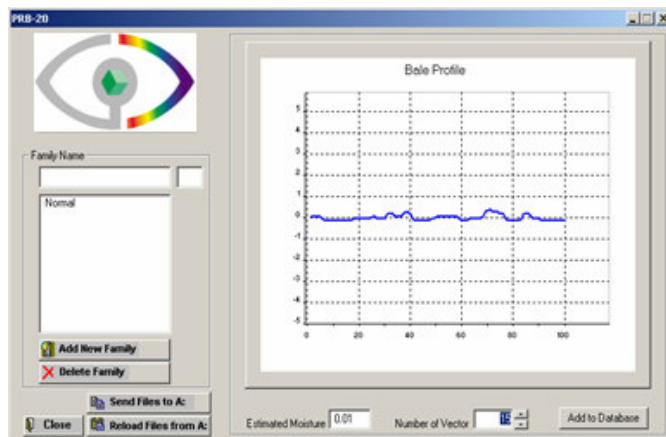 PRB-20
Bale Profile
5
4
3
2
1
0
-1
-2
-3
-4
-5
0 20 40 60 80 100
Family Name
Normal
Add New Family
Delete Family
Send Files to A:
Close
Reload Files from A:
Estimated Moisture 0.01
Number of Vector 15
Add to Database